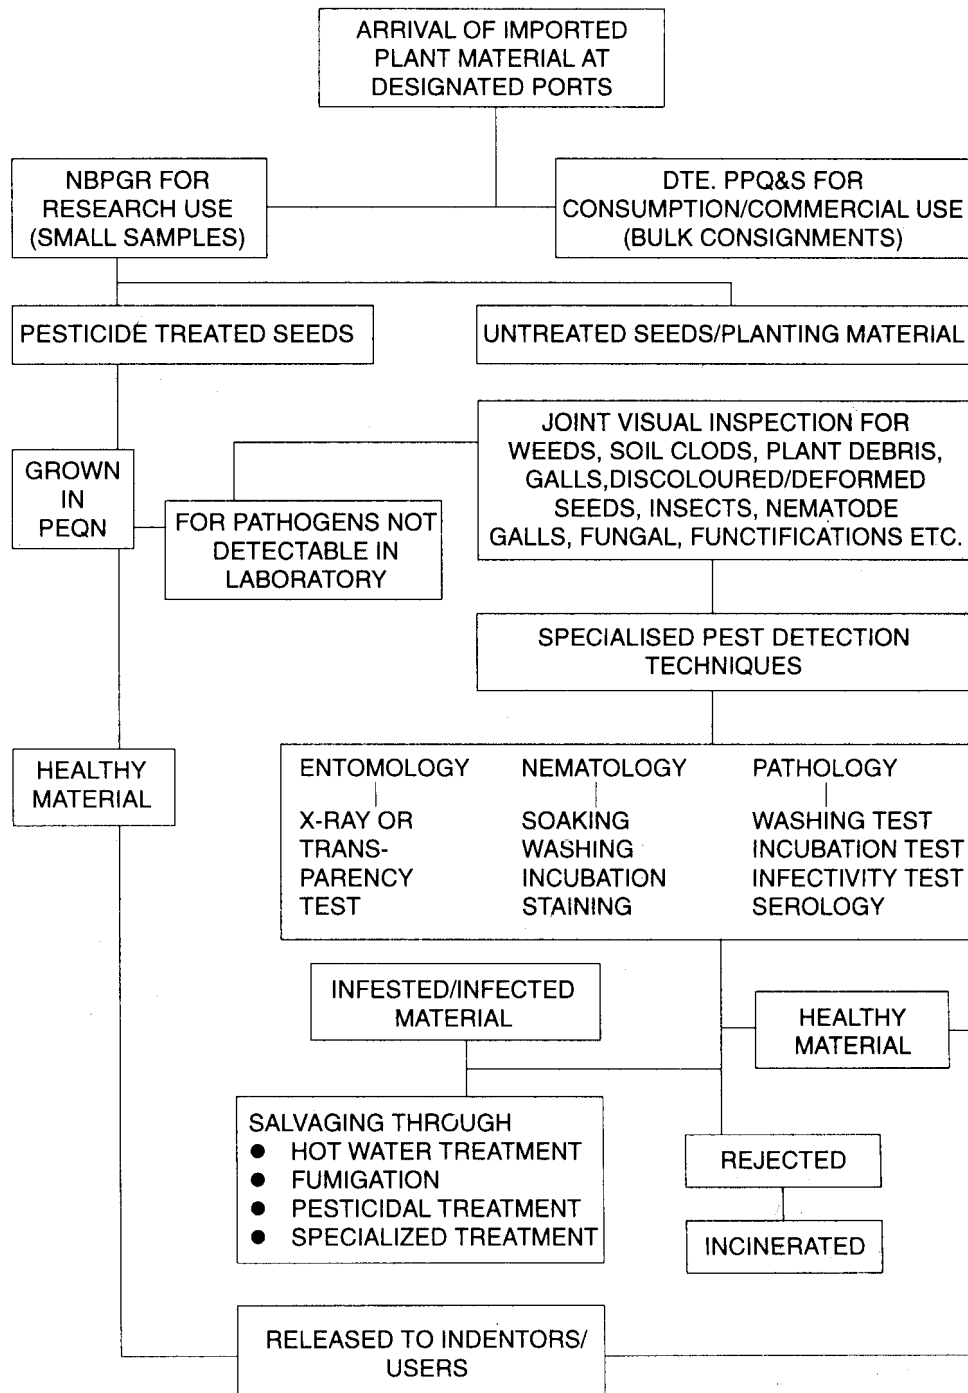 ARRIVAL OF IMPORTED
PLANT MATERIAL AT
DESIGNATED PORTS
NBPGR FOR
RESEARCH USE
(SMALL SAMPLES)
DTE. PPQ&S FOR
CONSUMPTION/COMMERCIAL USE
(BULK CONSIGNMENTS)
PESTICIDE TREATED SEEDS
UNTREATED SEEDS/PLANTING MATERIAL
JOINT VISUAL INSPECTION FOR
WEEDS, SOIL CLODS, PLANT DEBRIS,
GALLS,DISCOLOURED/DEFORMED
SEEDS, INSECTS, NEMATODE
GALLS, FUNGAL, FUNCTIFICATIONS ETC.
GROWN
IN
PEQN
FOR PATHOGENS NOT
DETECTABLE IN
LABORATORY
SPECIALISED PEST DETECTION
TECHNIQUES
HEALTHY
MATERIAL
ENTOMOLOGY
X-RAY OR
TRANS-
PARENCY
TEST
NEMATOLOGY
SOAKING
WASHING
INCUBATION
STAINING
PATHOLOGY
WASHING TEST
INCUBATION TEST
INFECTIVITY TEST
SEROLOGY
INFESTED/INFECTED
MATERIAL
HEALTHY
MATERIAL
SALVAGING THROUGH
● HOT WATER TREATMENT
● FUMIGATION
● PESTICIDAL TREATMENT
● SPECIALIZED TREATMENT
REJECTED
INCINERATED
RELEASED TO INDENTORS/
USERS